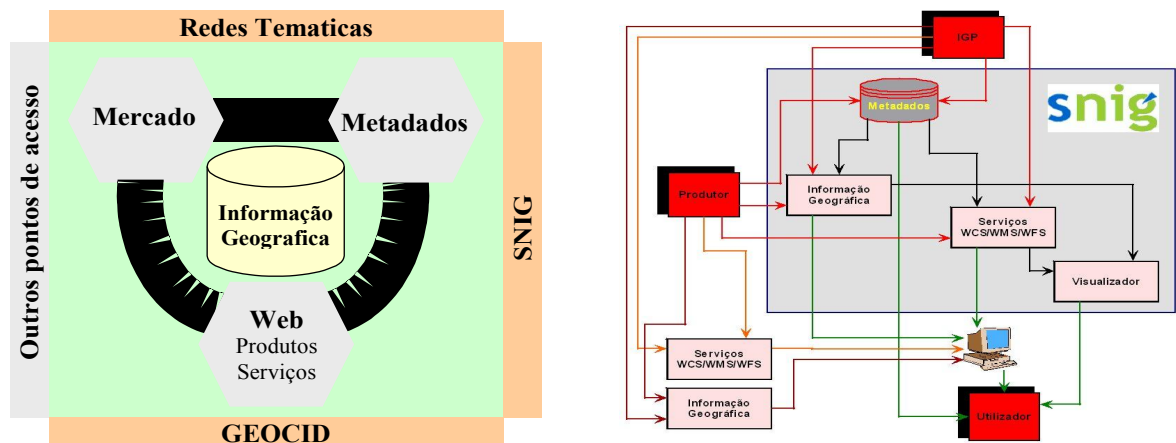 Redes Tematicas
Outros pontos de acesso
Mercado
Metadados
Informação
Geografica
SNIG
Web
Produtos
Serviços
GEOCID
IGP
Metadados
snig
Produtor
Informação
Geográfica
Serviços
WCS/WMS/WFS
Visualizador
Serviços
WCS/WMS/WFS
Informação
Geográfica
Utilizador